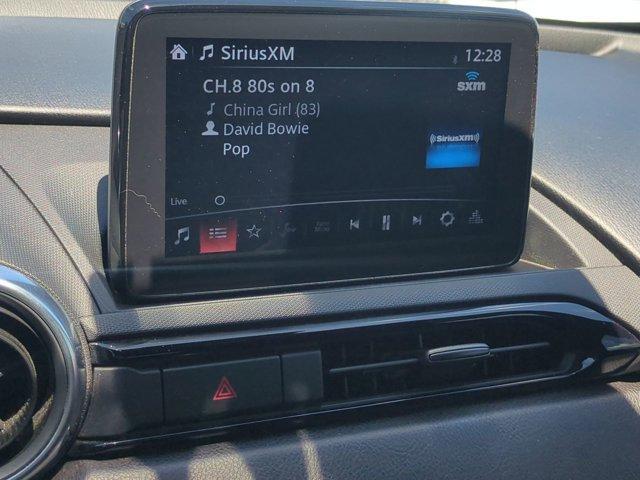 SiriusXM 12:28
CH.8 80s on 8
sxm
China Girl (83)
David Bowie
((SiriusXM))
Pop
Live